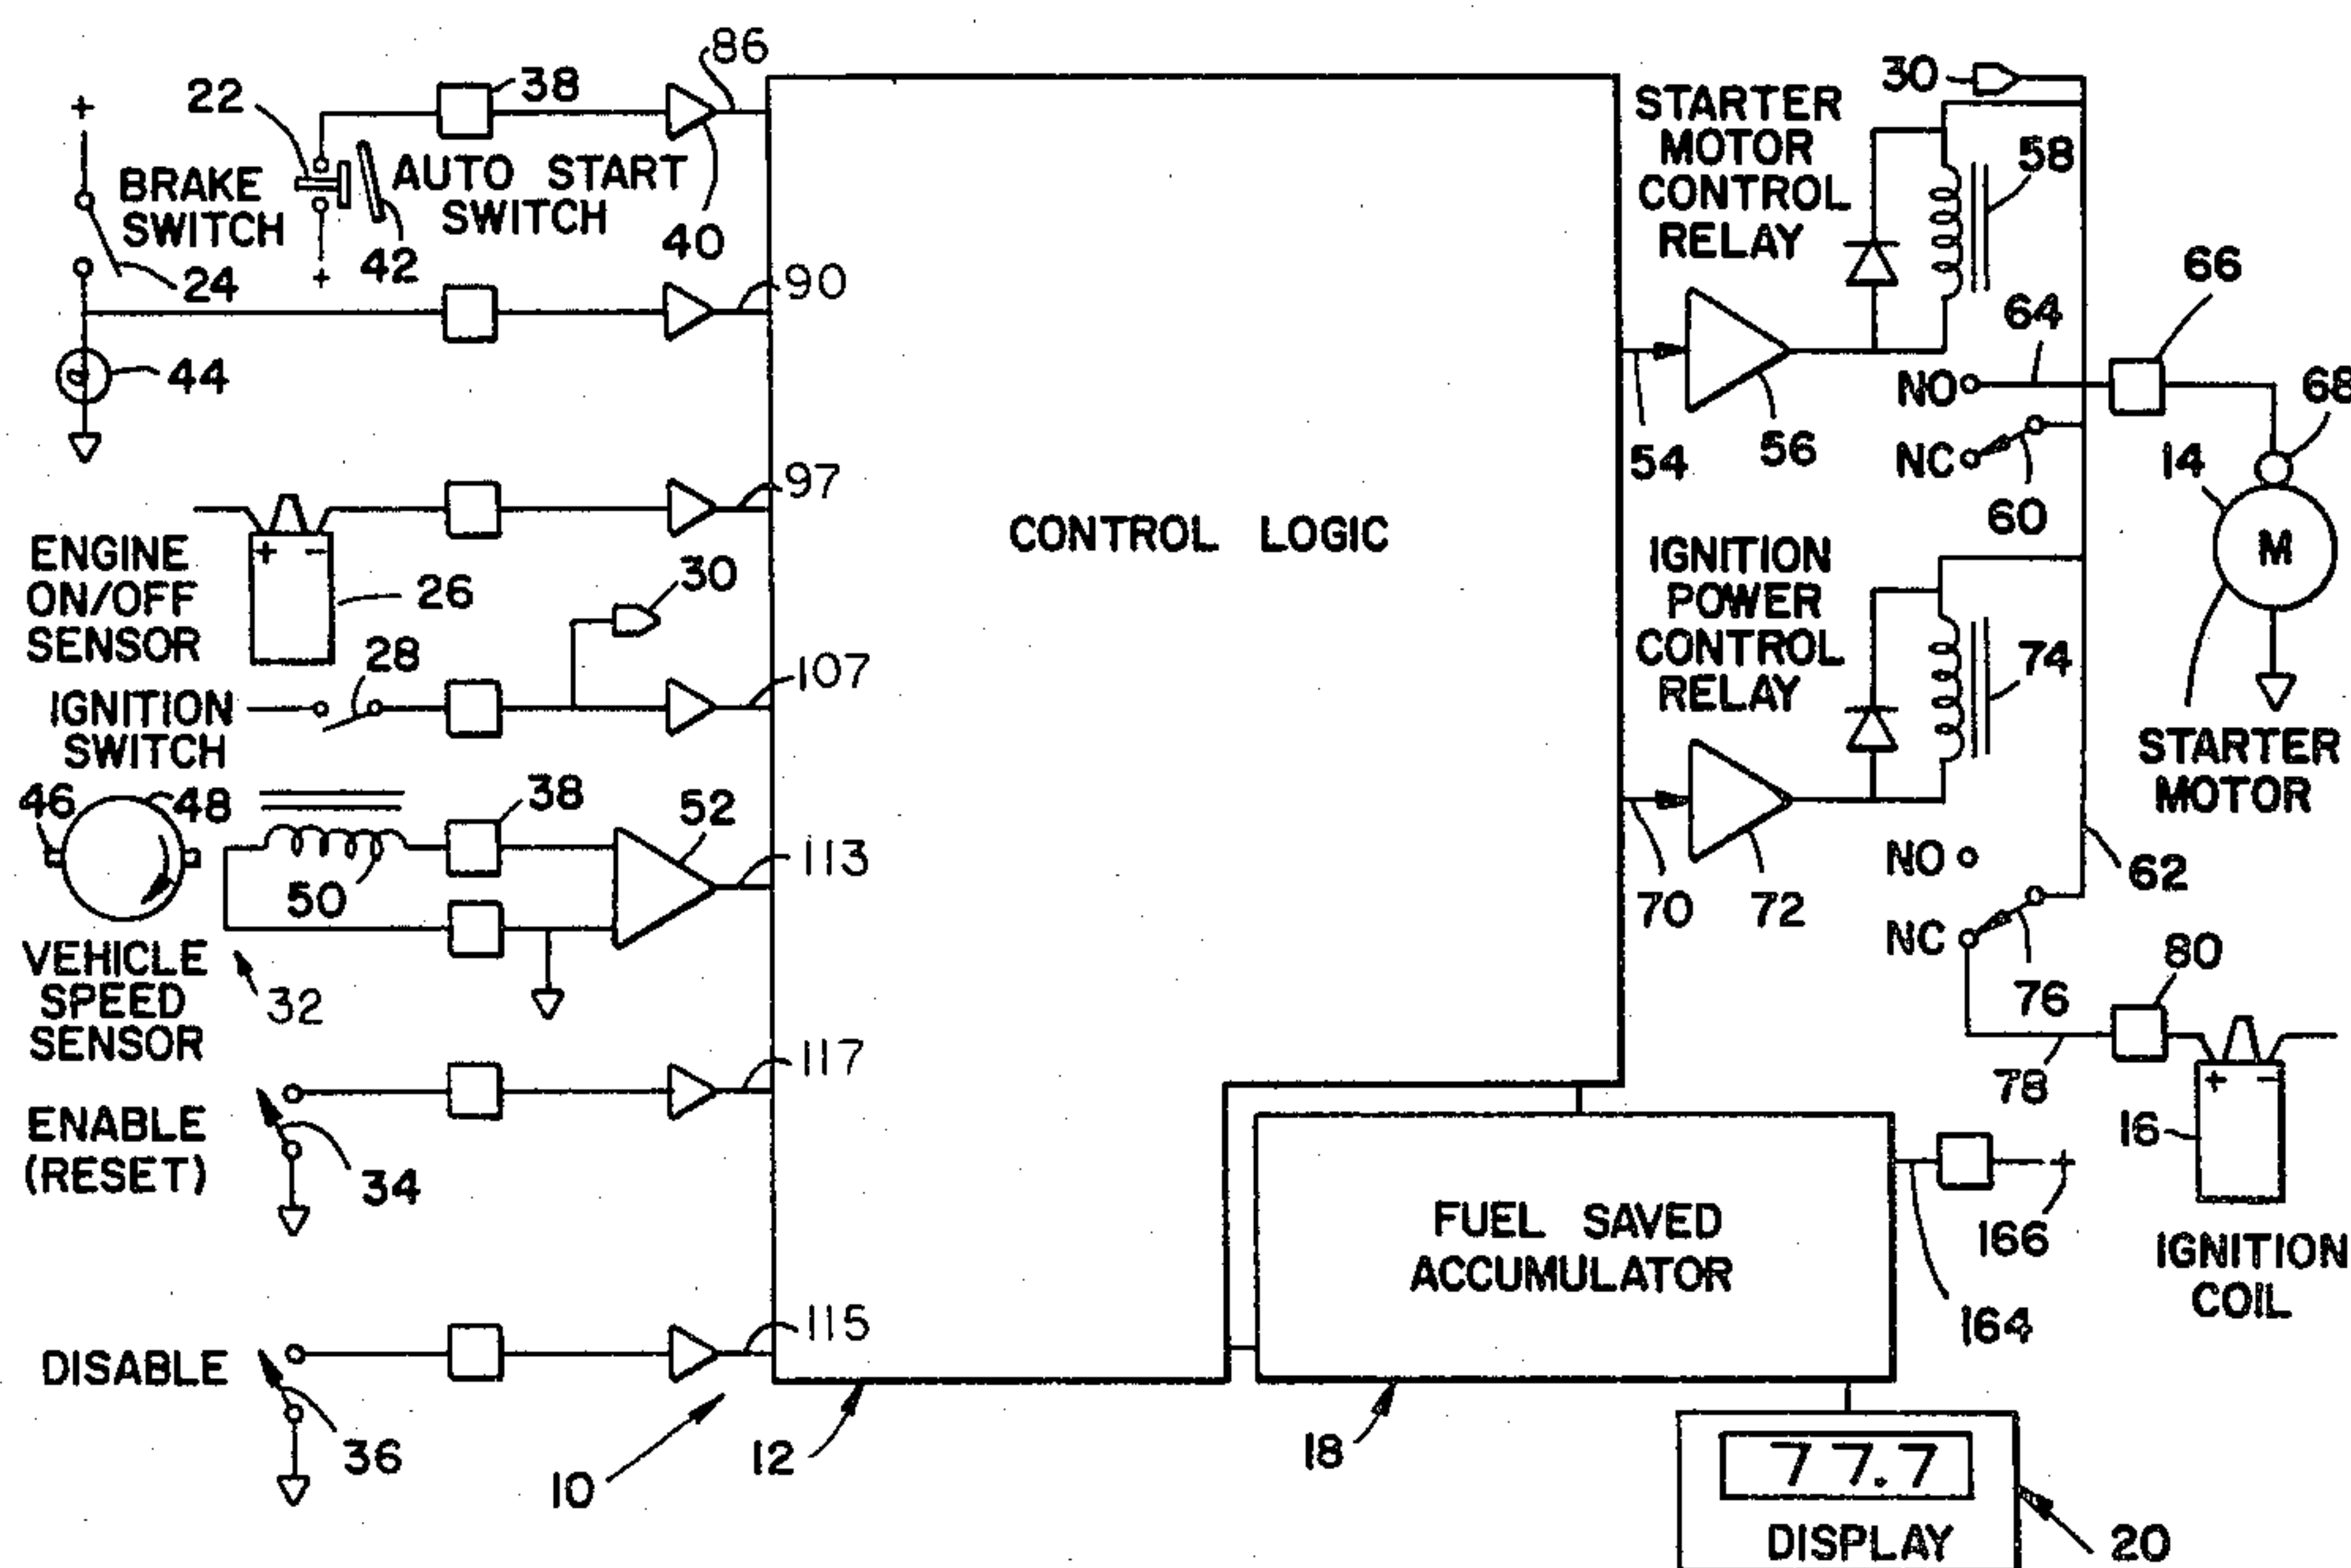 86
22
38
+
BRAKE
SWITCH
AUTO START
SWITCH
24
+
42
40
44
90
97
ENGINE
ON/OFF
SENSOR
+ −
26
30
28
IGNITION
SWITCH
107
46
48
38
52
50
113
VEHICLE
SPEED
SENSOR
32
117
ENABLE
(RESET)
34
DISABLE
36
115
10
12
CONTROL LOGIC
30
STARTER
MOTOR
CONTROL
RELAY
58
66
64
NO
68
54
56
NC
14
60
M
IGNITION
POWER
CONTROL
RELAY
74
STARTER
MOTOR
70
72
NO
62
NC
76
80
78
+ −
16
IGNITION
COIL
FUEL SAVED
ACCUMULATOR
+
166
164
18
77.7
DISPLAY
20